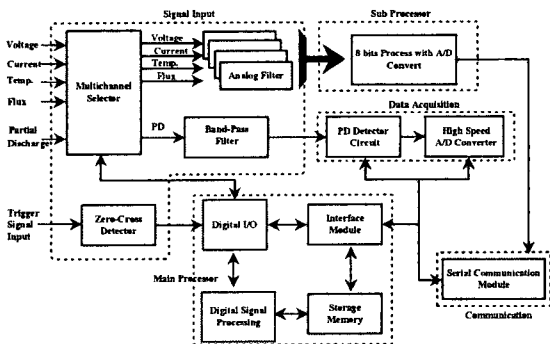 Signal Input
Sub Processor
Voltage
Current
Temp.
Flux
Partial
Discharge
Multichannel
Selector
Voltage
Current
Temp.
Flux
Analog Filter
8 bits Process with A/D
Convert
Data Acquisition
PD
Band-Pass
Filter
PD Detector
Circuit
High Speed
A/D Converter
Trigger
Signal
Input
Zero-Cross
Detector
Digital I/O
Interface
Module
Main Processor
Digital Signal
Processing
Storage
Memory
Serial Communication
Module
Communication